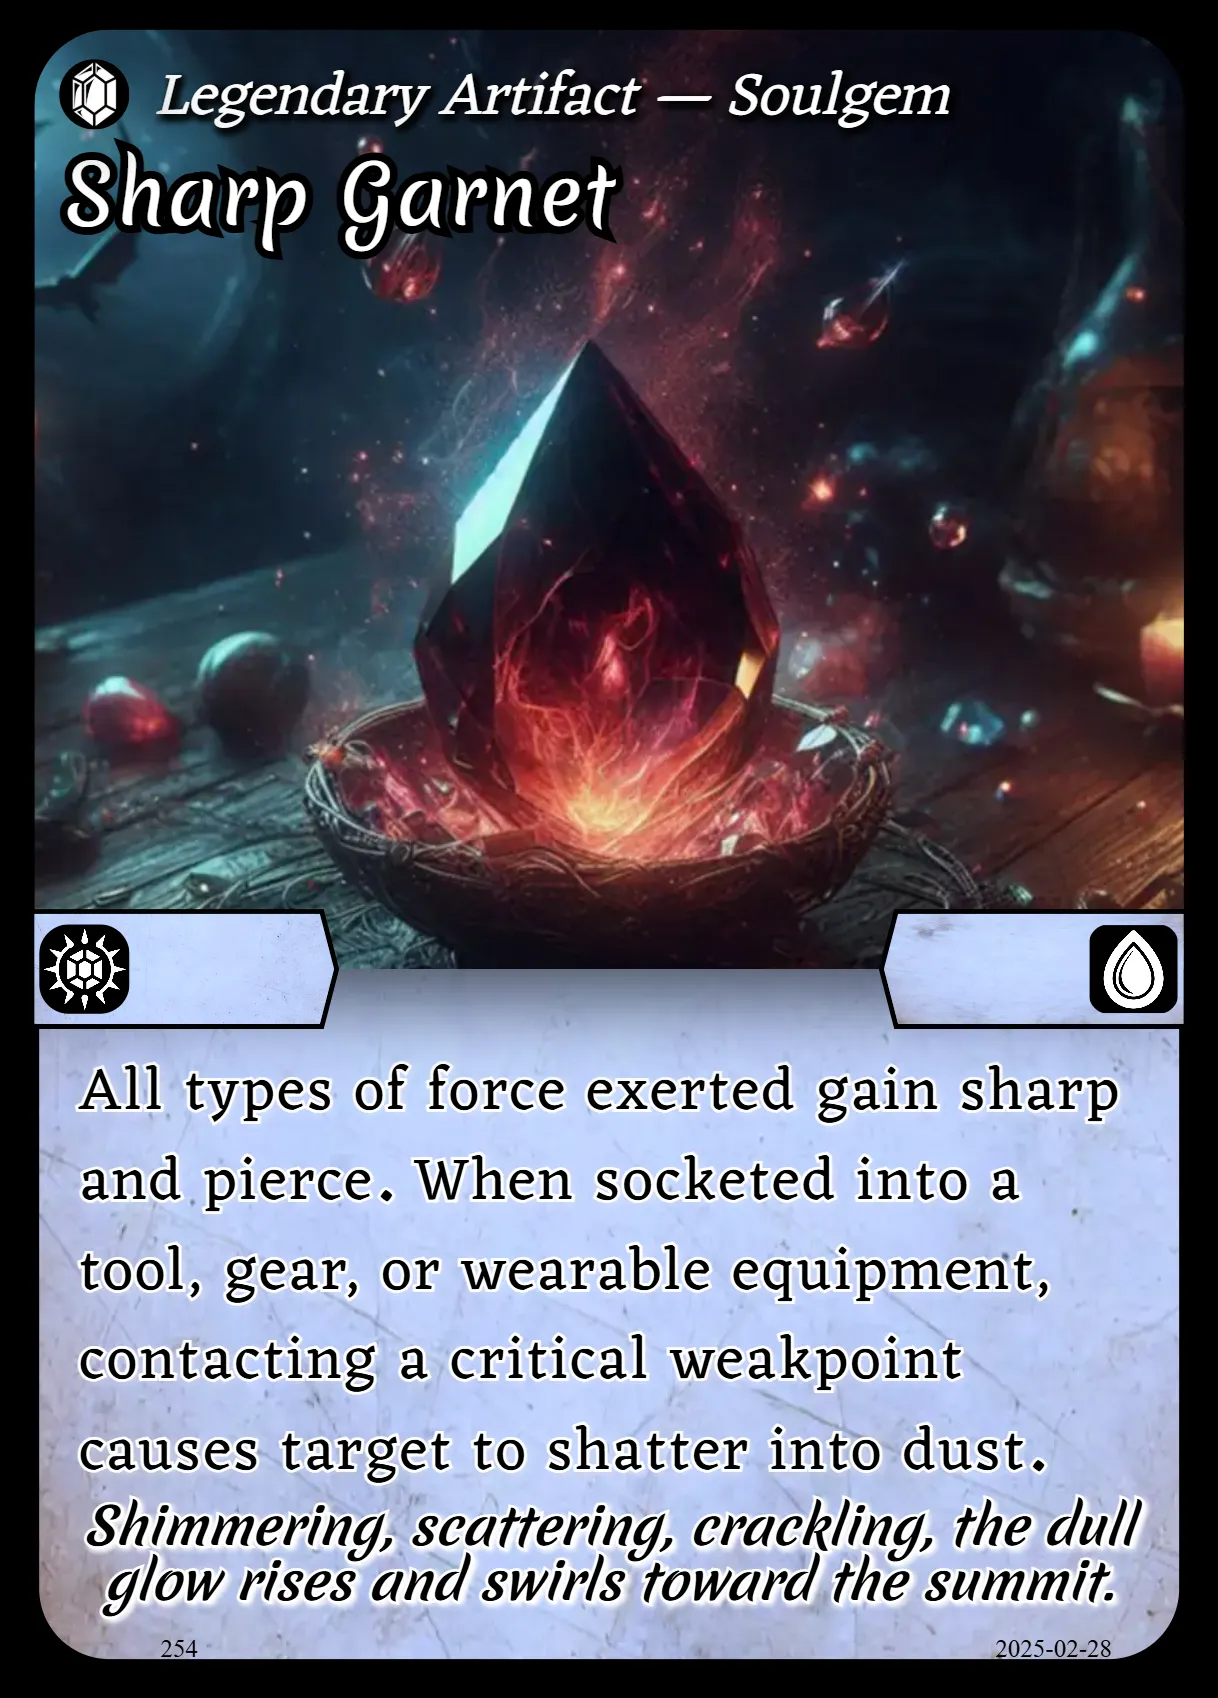 Legendary Artifact — Soulgem
Sharp Garnet
All types of force exerted gain sharp
and pierce. When socketed into a
tool, gear, or wearable equipment,
contacting a critical weakpoint
causes target to shatter into dust.
Shimmering, scattering, crackling, the dull
glow rises and swirls toward the summit.
254
2025-02-28